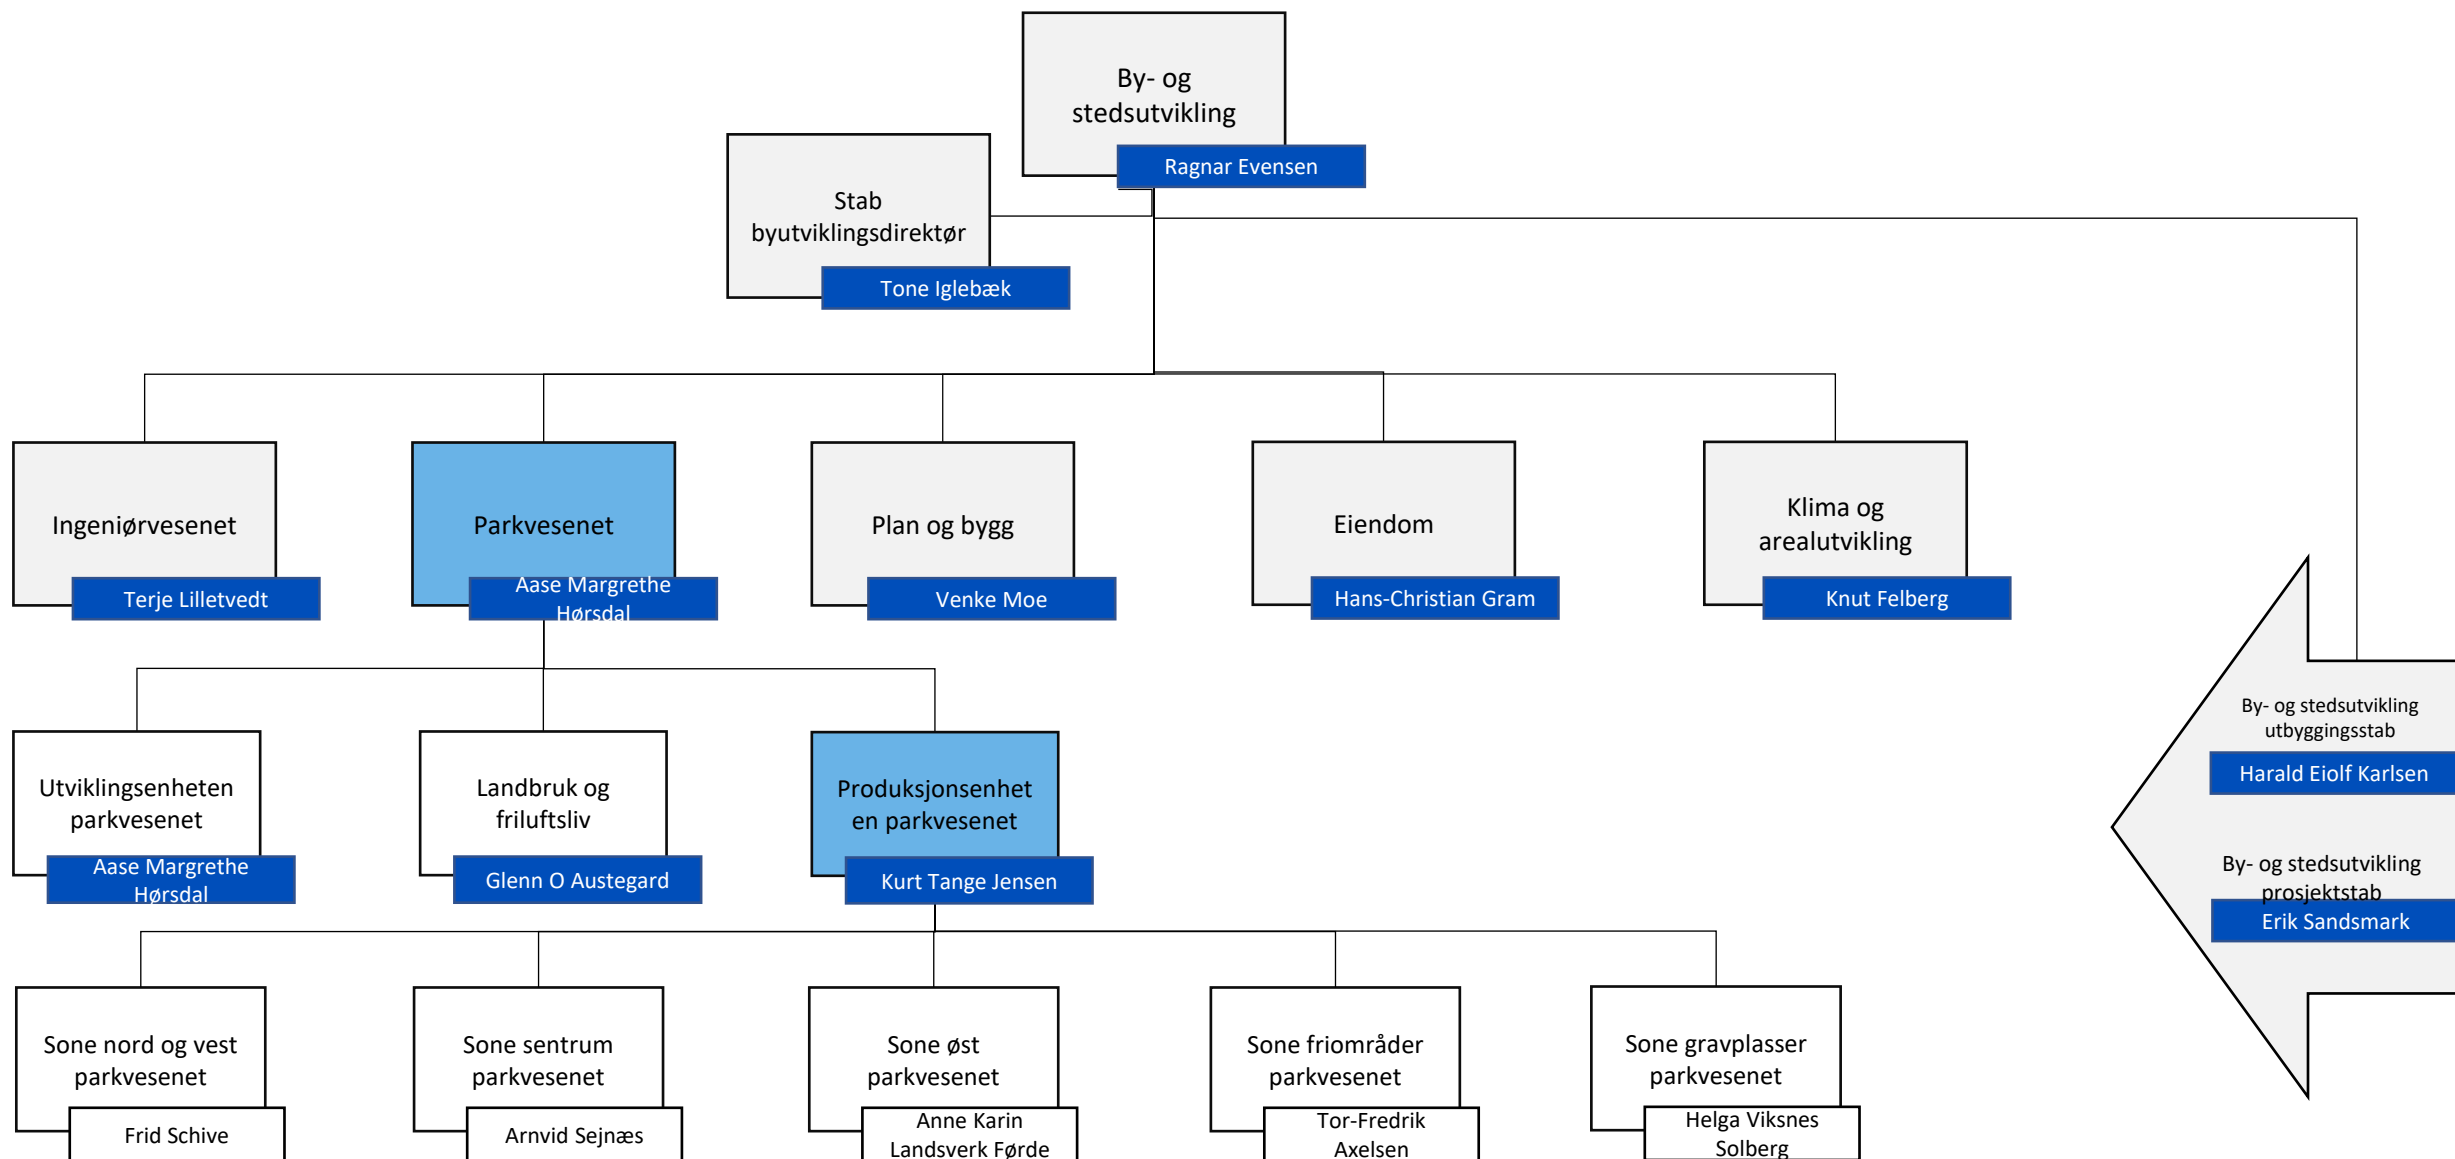 By- og
stedsutvikling
Ragnar Evensen
Stab
byutviklingsdirektør
Tone Iglebæk
Ingeniørvesenet
Terje Lilletvedt
Parkvesenet
Aase Margrethe
Hørsdal
Plan og bygg
Venke Moe
Eiendom
Hans-Christian Gram
Klima og
arealutvikling
Knut Felberg
By- og stedsutvikling
utbyggingsstab
Harald Eiolf Karlsen
By- og stedsutvikling
prosjektstab
Erik Sandsmark
Utviklingsenheten
parkvesenet
Aase Margrethe
Hørsdal
Landbruk og
friluftsliv
Glenn O Austegard
Produksjonsenhet
en parkvesenet
Kurt Tange Jensen
Sone nord og vest
parkvesenet
Frid Schive
Sone sentrum
parkvesenet
Arnvid Sejnæs
Sone øst
parkvesenet
Anne Karin
Landsverk Førde
Sone friområder
parkvesenet
Tor-Fredrik
Axelsen
Sone gravplasser
parkvesenet
Helga Viksnes
Solberg